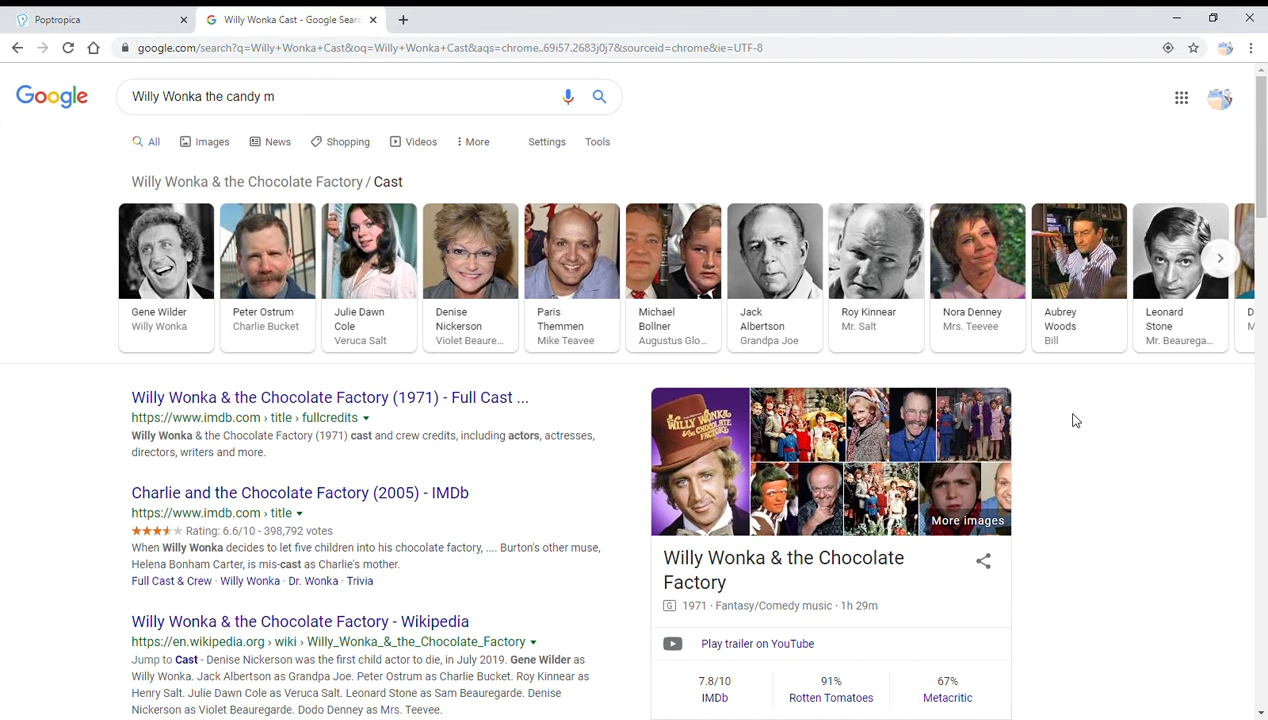 Poptropica
Willy Wonka Cast - Google Searc
google.com/search?q=Willy+Wonka+Cast&oq=Willy+Wonka+Cast&aqs=chrome..69i57.2683j0j7&sourceid=chrome&ie=UTF-8
Google
Willy Wonka the candy m
All Images News Shopping Videos More Settings Tools
Willy Wonka & the Chocolate Factory / Cast
Gene Wilder
Willy Wonka
Peter Ostrum
Charlie Bucket
Julie Dawn
Cole
Veruca Salt
Denise
Nickerson
Violet Beaure...
Paris
Themmen
Mike Teavee
Michael
Bollner
Augustus Glo...
Jack
Albertson
Grandpa Joe
Roy Kinnear
Mr. Salt
Nora Denney
Mrs. Teevee
Aubrey
Woods
Bill
Leonard
Stone
Mr. Beaurega...
D
M
Willy Wonka & the Chocolate Factory (1971) - Full Cast ...
https://www.imdb.com › title › fullcredits
Willy Wonka & the Chocolate Factory (1971) cast and crew credits, including actors, actresses,
directors, writers and more.
Charlie and the Chocolate Factory (2005) - IMDb
https://www.imdb.com › title
Rating: 6.6/10 - 398,792 votes
When Willy Wonka decides to let five children into his chocolate factory, .... Burton's other muse,
Helena Bonham Carter, is mis-cast as Charlie's mother.
Full Cast & Crew · Willy Wonka · Dr. Wonka · Trivia
Willy Wonka & the Chocolate Factory - Wikipedia
https://en.wikipedia.org › wiki › Willy_Wonka_&_the_Chocolate_Factory
Jump to Cast - Denise Nickerson was the first child actor to die, in July 2019. Gene Wilder as
Willy Wonka. Jack Albertson as Grandpa Joe. Peter Ostrum as Charlie Bucket. Roy Kinnear as
Henry Salt. Julie Dawn Cole as Veruca Salt. Leonard Stone as Sam Beauregarde. Denise
Nickerson as Violet Beauregarde. Dodo Denney as Mrs. Teevee.
WILLY WONKA
& THE CHOCOLATE
FACTORY
More images
Willy Wonka & the Chocolate
Factory
G 1971 · Fantasy/Comedy music · 1h 29m
Play trailer on YouTube
7.8/10
IMDb
91%
Rotten Tomatoes
67%
Metacritic